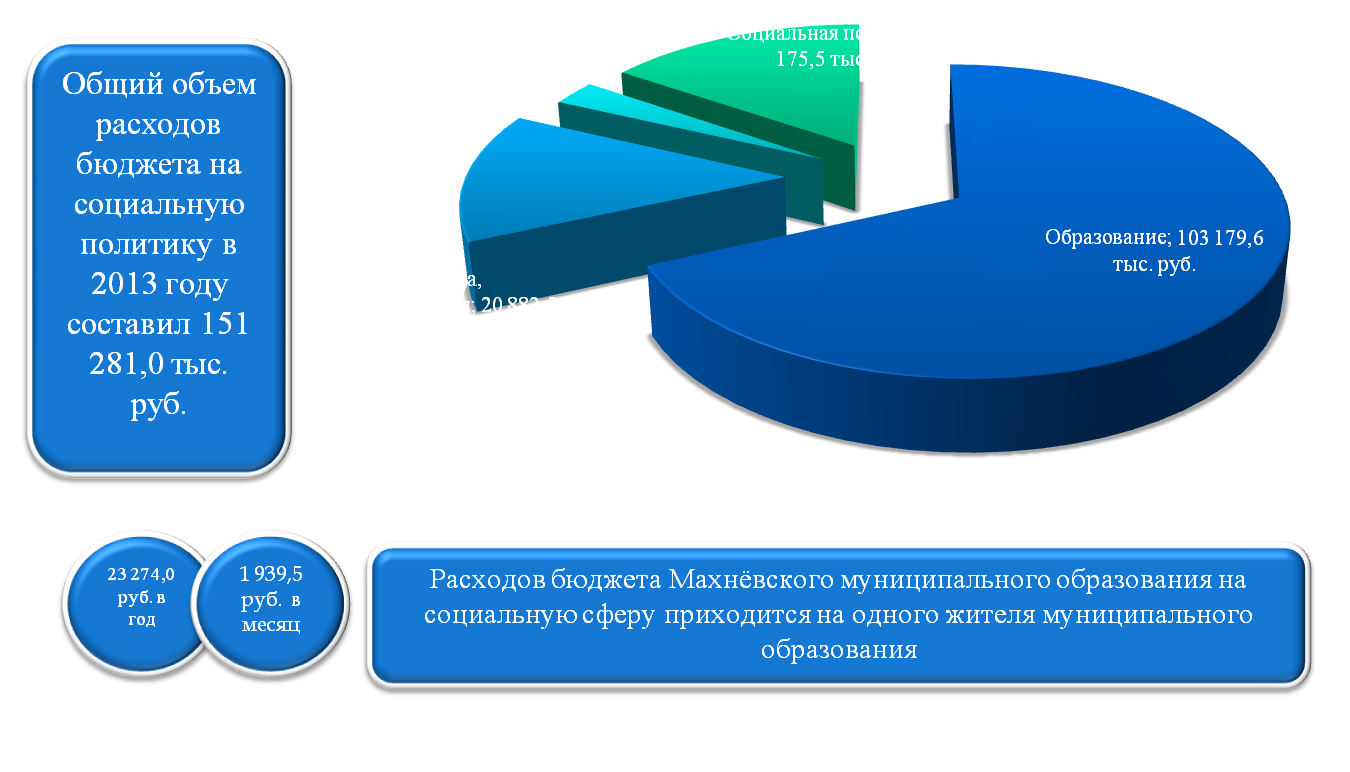 Общий объем
расходов
бюджета на
социальную
политику в
2013 году
составил 151
281,0 тыс.
руб.
Социальная
175,5
Образование; 103 179,6
тыс. руб.
23 274,0
руб. в
год
1 939,5
руб. в
месяц
Расходов бюджета Махнёвского муниципального образования на
социальную сферу приходится на одного жителя муниципального
образования